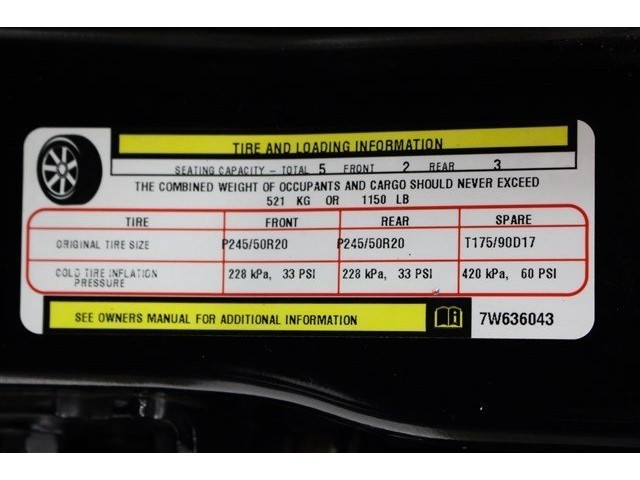 TIRE AND LOADING INFORMATION
SEATING CAPACITY - TOTAL 5 FRONT 2 REAR 3
THE COMBINED WEIGHT OF OCCUPANTS AND CARGO SHOULD NEVER EXCEED
521 KG OR 1150 LB
TIRE FRONT REAR SPARE
ORIGINAL TIRE SIZE P245/50R20 P245/50R20 T175/90D17
COLD TIRE INFLATION PRESSURE 228 kPa, 33 PSI 228 kPa, 33 PSI 420 kPa, 60 PSI
SEE OWNERS MANUAL FOR ADDITIONAL INFORMATION 7W636043